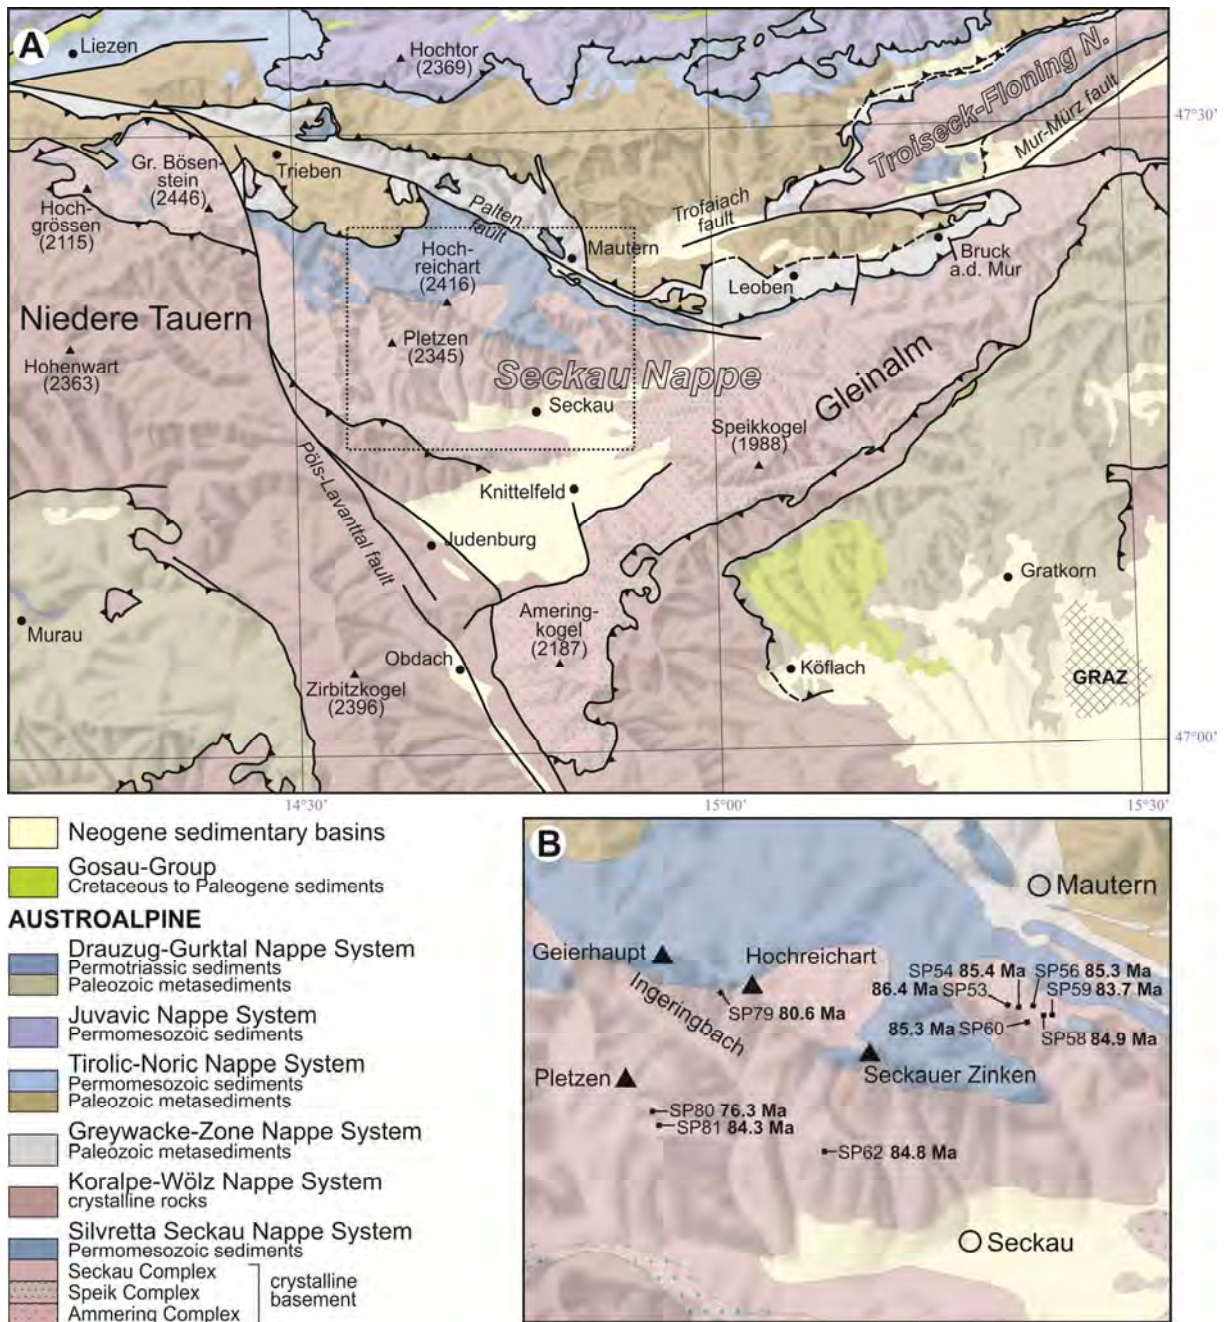 A
Liezen
Hochtor
(2369)
Troiseck-Floning N.
Mur-Mürz fault
47°30'
Gr. Bösen-
stein
(2446)
Trieben
Hoch-
grössen
(2115)
Palten
fault
Trofaiach
fault
Mautern
Hoch-
reichart
(2416)
Leoben
Bruck
a.d. Mur
Niedere Tauern
Pletzen
(2345)
Hohenwart
(2363)
Seckau Nappe
Gleinalm
Seckau
Speikkogel
(1988)
Pöls-Lavanttal fault
Knittelfeld
Judenburg
Gratkorn
Murau
Amering-
kogel
(2187)
Obdach
Zirbitzkogel
(2396)
Köflach
GRAZ
47°00'
14°30'
15°00'
15°30'
Neogene sedimentary basins
Gosau-Group
Cretaceous to Paleogene sediments
AUSTROALPINE
Drauzug-Gurktal Nappe System
Permotriassic sediments
Paleozoic metasediments
Juvavic Nappe System
Permomesozoic sediments
Tirolic-Noric Nappe System
Permomesozoic sediments
Paleozoic metasediments
Greywacke-Zone Nappe System
Paleozoic metasediments
Koralpe-Wölz Nappe System
crystalline rocks
Silvretta Seckau Nappe System
Permomesozoic sediments
Seckau Complex
Speik Complex
Ammering Complex
crystalline
basement
B
Mautern
Geierhaupt
Hochreichart
Ingeringbach
SP79 80.6 Ma
SP54 85.4 Ma
SP56 85.3 Ma
86.4 Ma SP53
SP59 83.7 Ma
85.3 Ma SP60
SP58 84.9 Ma
Seckauer Zinken
Pletzen
SP80 76.3 Ma
SP81 84.3 Ma
SP62 84.8 Ma
Seckau